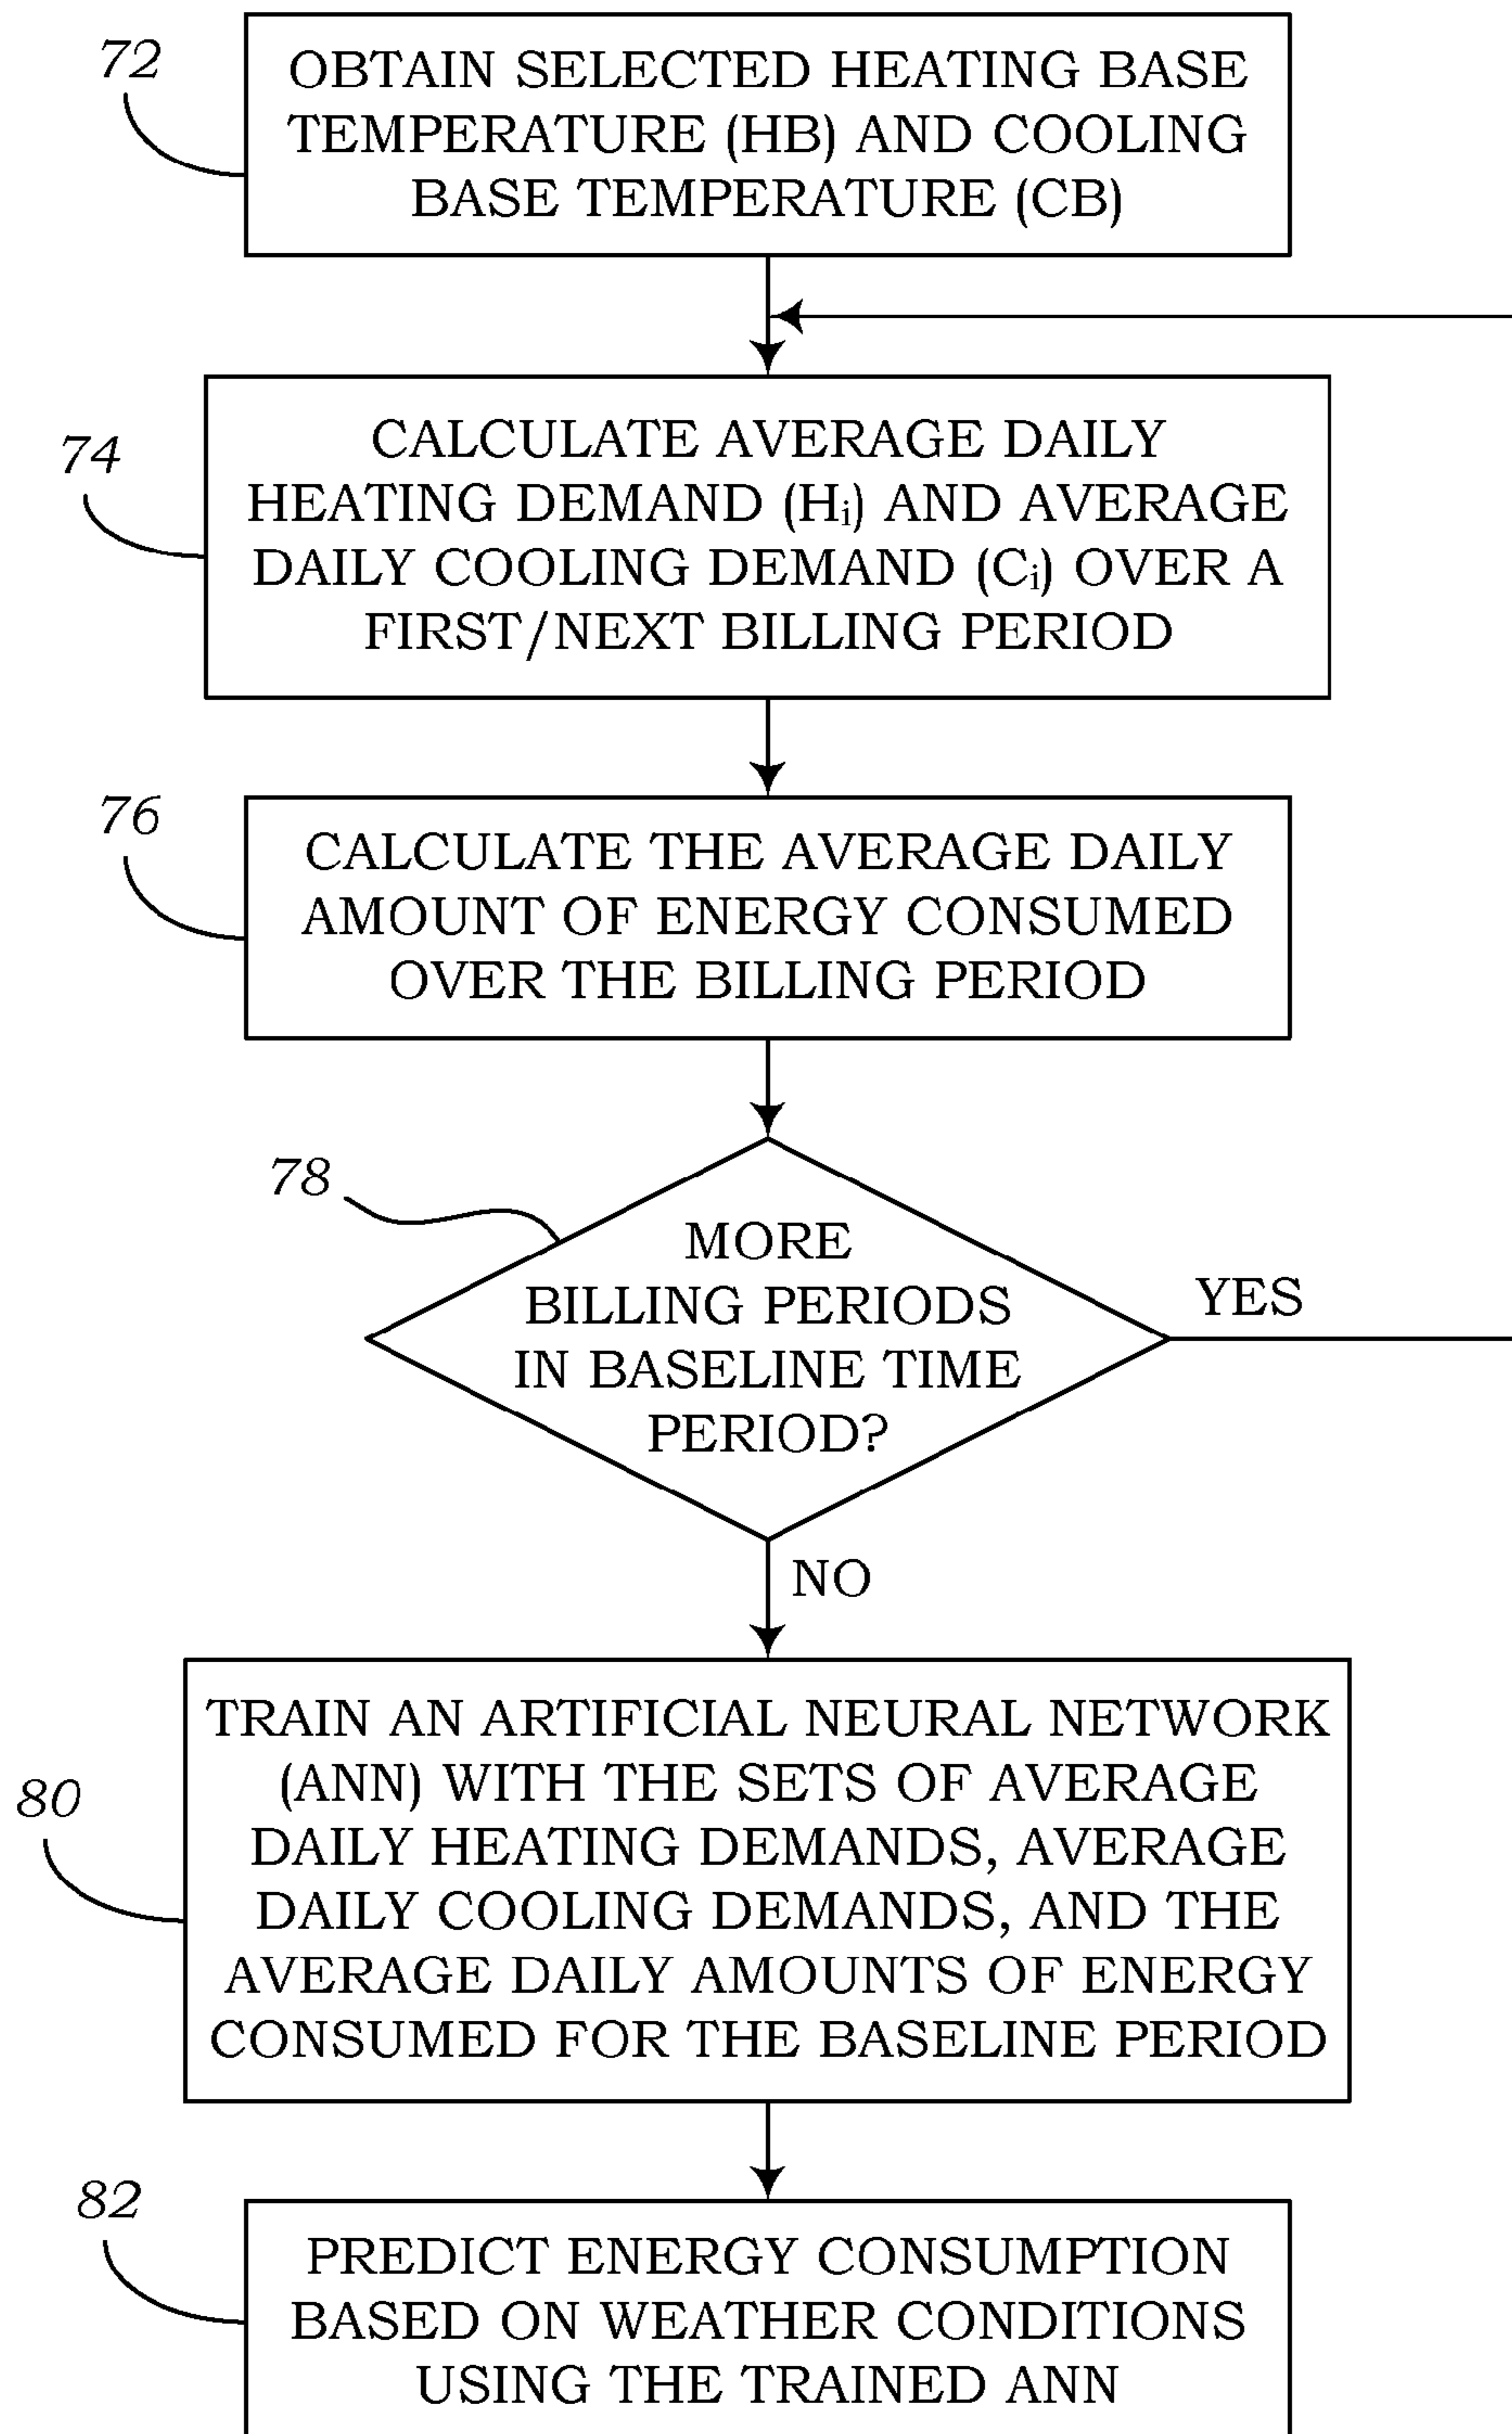 72
OBTAIN SELECTED HEATING BASE
TEMPERATURE (HB) AND COOLING
BASE TEMPERATURE (CB)
74
CALCULATE AVERAGE DAILY
HEATING DEMAND (Hi) AND AVERAGE
DAILY COOLING DEMAND (Ci) OVER A
FIRST/NEXT BILLING PERIOD
76
CALCULATE THE AVERAGE DAILY
AMOUNT OF ENERGY CONSUMED
OVER THE BILLING PERIOD
78
MORE
BILLING PERIODS
IN BASELINE TIME
PERIOD?
YES
NO
80
TRAIN AN ARTIFICIAL NEURAL NETWORK
(ANN) WITH THE SETS OF AVERAGE
DAILY HEATING DEMANDS, AVERAGE
DAILY COOLING DEMANDS, AND THE
AVERAGE DAILY AMOUNTS OF ENERGY
CONSUMED FOR THE BASELINE PERIOD
82
PREDICT ENERGY CONSUMPTION
BASED ON WEATHER CONDITIONS
USING THE TRAINED ANN